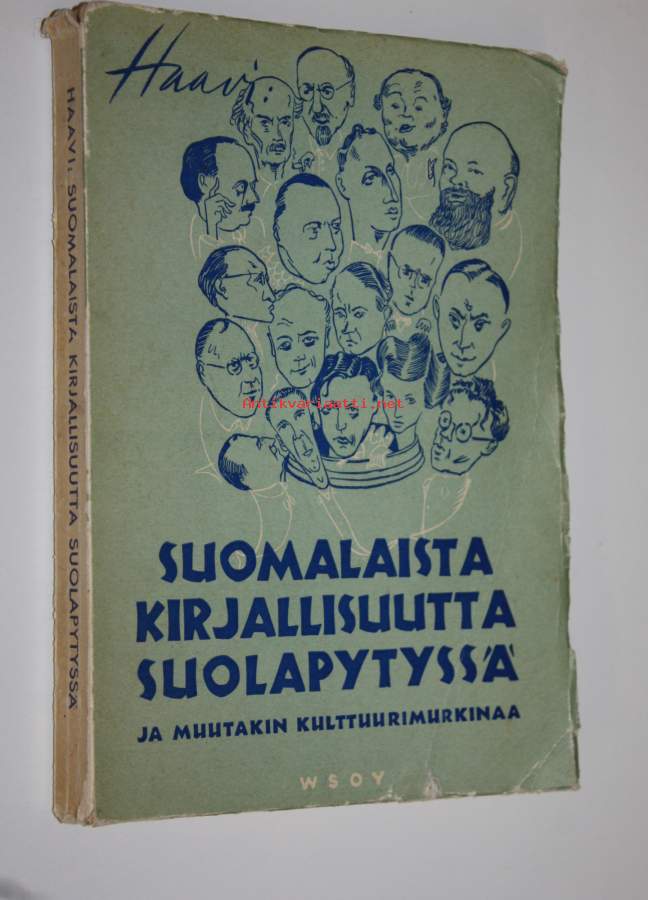 Haavi
Antikvariaatti.net
SUOMALAISTA
KIRJALLISUUTTA
SUOLAPYTYSSÄ
JA MUUTAKIN KULTTUURIMURKINAA
WSOY
HAAVI, SUOMALAISTA KIRJALLISUUTTA SUOLAPYTYSSÄ